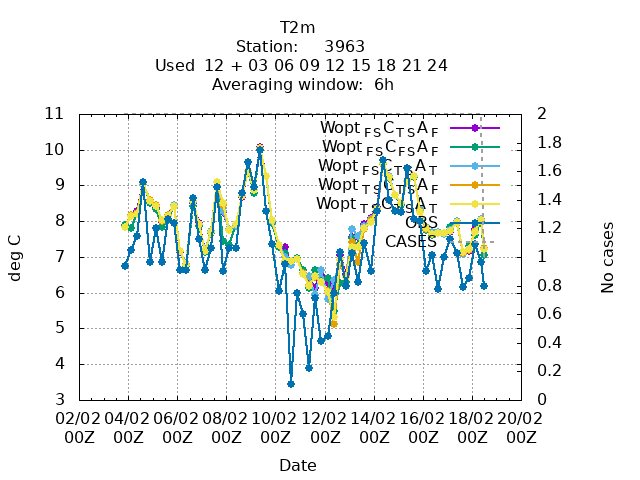 T2m
Station: 3963
Used 12 + 03 06 09 12 15 18 21 24
Averaging window: 6h
deg C
No cases
11
10
9
8
7
6
5
4
3
2
1.8
1.6
1.4
1.2
1
0.8
0.6
0.4
0.2
0
Wopt FS C TS A F
Wopt FS C FS A F
Wopt FS C TS A T
Wopt TS C TS A F
Wopt TS C TS A T
OBS
CASES
02/02 04/02 06/02 08/02 10/02 12/02 14/02 16/02 18/02 20/02
00Z 00Z 00Z 00Z 00Z 00Z 00Z 00Z 00Z 00Z
Date